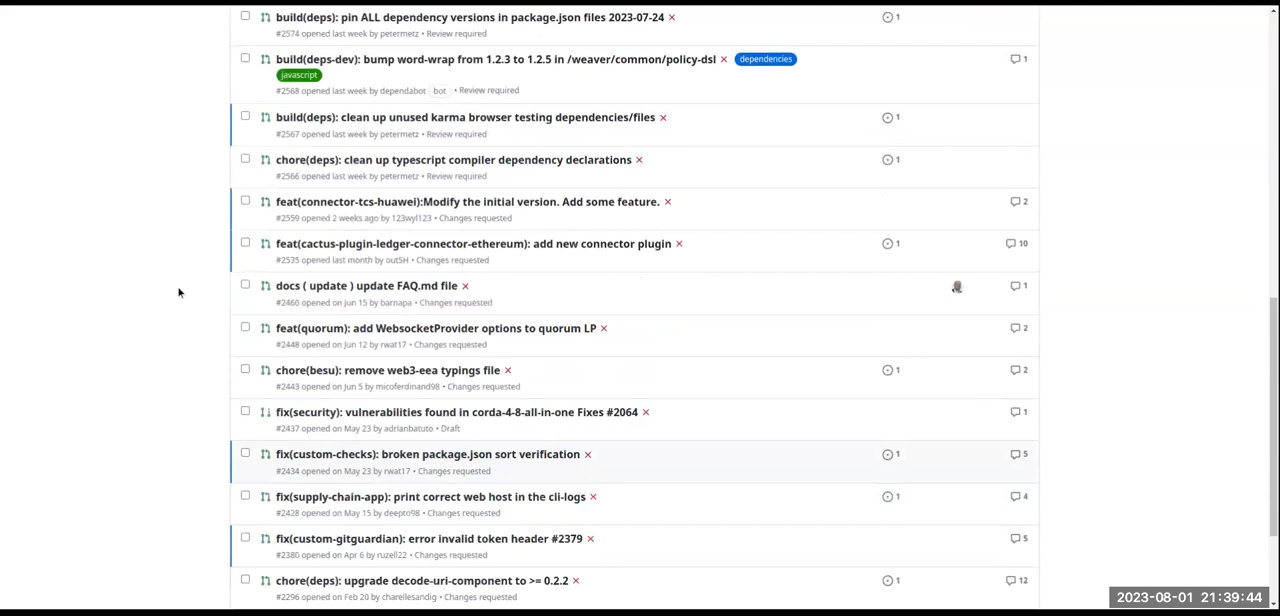 build(deps): pin ALL dependency versions in package.json files 2023-07-24 1
#2574 opened last week by petermetz • Review required
build(deps-dev): bump word-wrap from 1.2.3 to 1.2.5 in /weaver/common/policy-dsl dependencies 1
javascript
#2568 opened last week by dependabot bot • Review required
build(deps): clean up unused karma browser testing dependencies/files 1
#2567 opened last week by petermetz • Review required
chore(deps): clean up typescript compiler dependency declarations 1
#2566 opened last week by petermetz • Review required
feat(connector-tcs-huawei):Modify the initial version. Add some feature. 2
#2559 opened 2 weeks ago by 123wyl123 • Changes requested
feat(cactus-plugin-ledger-connector-ethereum): add new connector plugin 1 10
#2535 opened last month by outSH • Changes requested
docs ( update ) update FAQ.md file 1
#2460 opened on Jun 15 by barnapa • Changes requested
feat(quorum): add WebsocketProvider options to quorum LP 2
#2448 opened on Jun 12 by rwat17 • Changes requested
chore(besu): remove web3-eea typings file 1 2
#2443 opened on Jun 5 by micoferdinand98 • Changes requested
fix(security): vulnerabilities found in corda-4-8-all-in-one Fixes #2064 1
#2437 opened on May 23 by adrianbatuto • Draft
fix(custom-checks): broken package.json sort verification 1 5
#2434 opened on May 23 by rwat17 • Changes requested
fix(supply-chain-app): print correct web host in the cli-logs 1 4
#2428 opened on May 15 by deepto98 • Changes requested
fix(custom-gitguardian): error invalid token header #2379 5
#2380 opened on Apr 6 by ruzell22 • Changes requested
chore(deps): upgrade decode-uri-component to >= 0.2.2 1 12
#2296 opened on Feb 20 by charellesandig • Changes requested
2023-08-01 21:39:44